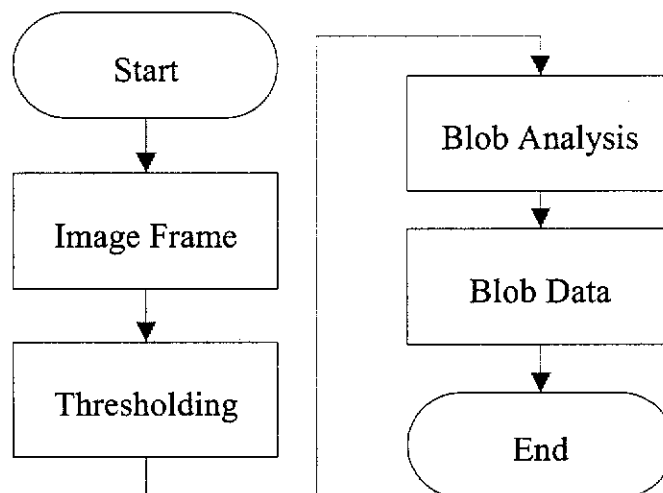 Start
Image Frame
Thresholding
Blob Analysis
Blob Data
End